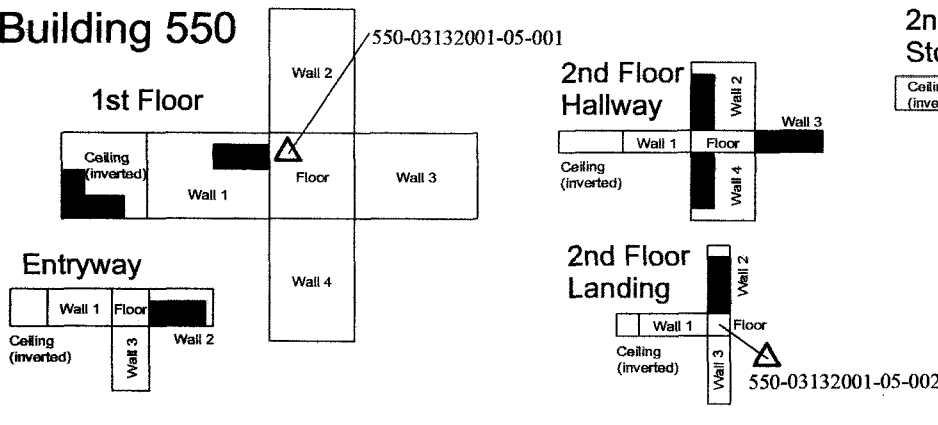 Building 550
550-03132001-05-001
1st Floor
Wall 2
Ceiling
(inverted)
Wall 1
Floor
Wall 3
Wall 4
Entryway
Wall 1
Floor
Ceiling
(inverted)
Wall 3
Wall 2
2nd Floor
Hallway
Wall 2
Wall 3
Wall 1
Floor
Ceiling
(inverted)
Wall 4
2nd Floor
Landing
Wall 2
Wall 1
Floor
Ceiling
(inverted)
Wall 3
550-03132001-05-002